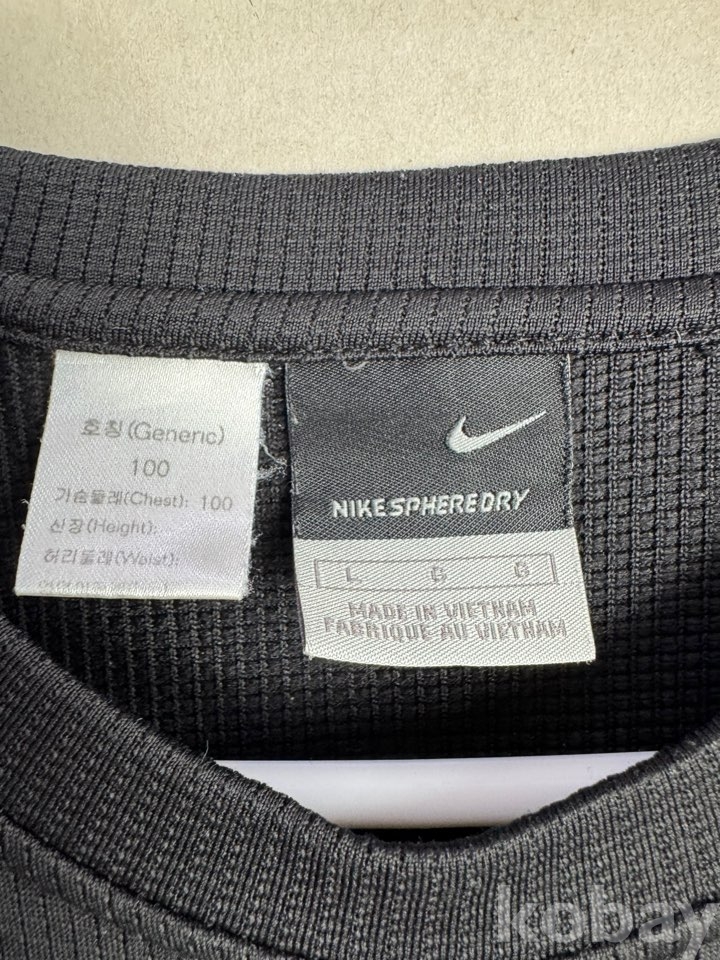 호칭(Generic)
100
가슴둘레(Chest): 100
신장(Height):
허리둘레(Waist):
NIKESPHEREDRY
L G G
MADE IN VIETNAM
FABRIQUE AU VIETNAM
kobay